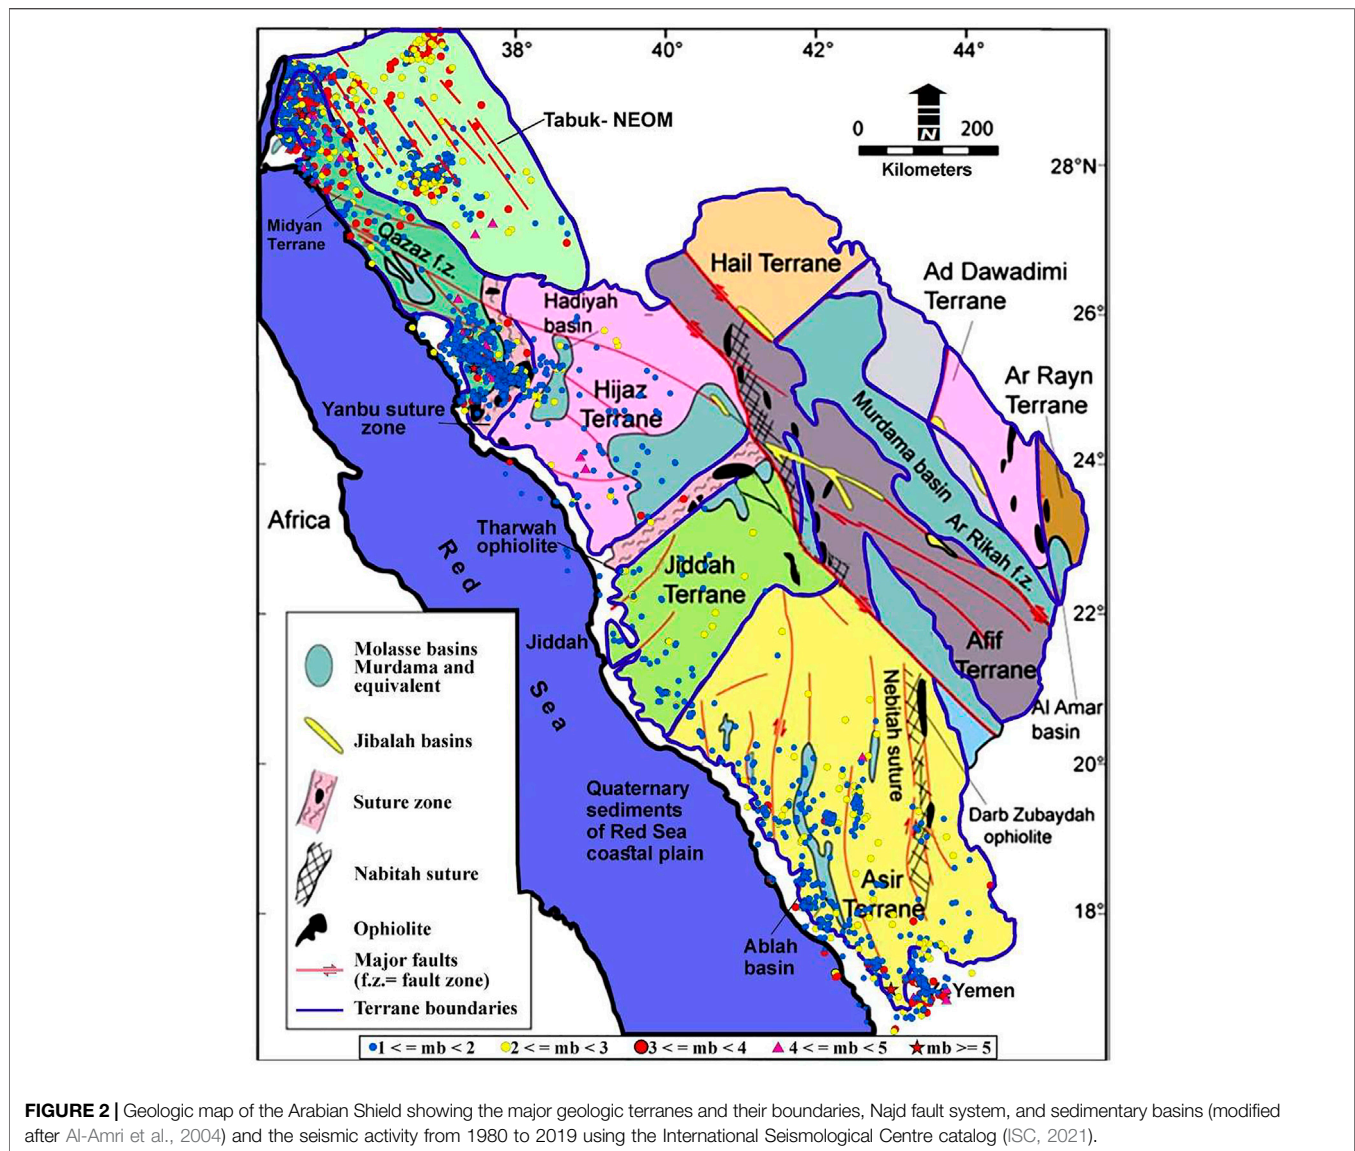 38°
40°
42°
44°
Tabuk- NEOM
0
200
N
Kilometers
28°N
Midyan
Terrane
Qazaz f.z.
Hail Terrane
Ad Dawadimi
Terrane
Hadiyah
basin
26°
Ar Rayn
Terrane
Hijaz
Terrane
Yanbu suture
zone
Murdama basin
24°
Africa
Tharwah
ophiolite
Ar Rikah f.z.
Red
Sea
Jiddah
Terrane
22°
Jiddah
Afif
Terrane
Nebitah suture
Al Amar
basin
20°
Quaternary
sediments
of Red Sea
coastal plain
Darb Zubaydah
ophiolite
Asir
Terrane
18°
Ablah
basin
Yemen
Molasse basins
Murdama and
equivalent
Jibalah basins
Suture zone
Nabitah suture
Ophiolite
Major faults
(f.z.= fault zone)
Terrane boundaries
1 < = mb < 2
2 < = mb < 3
3 < = mb < 4
4 < = mb < 5
mb >= 5
FIGURE 2 | Geologic map of the Arabian Shield showing the major geologic terranes and their boundaries, Najd fault system, and sedimentary basins (modified
after Al-Amri et al., 2004) and the seismic activity from 1980 to 2019 using the International Seismological Centre catalog (ISC, 2021).